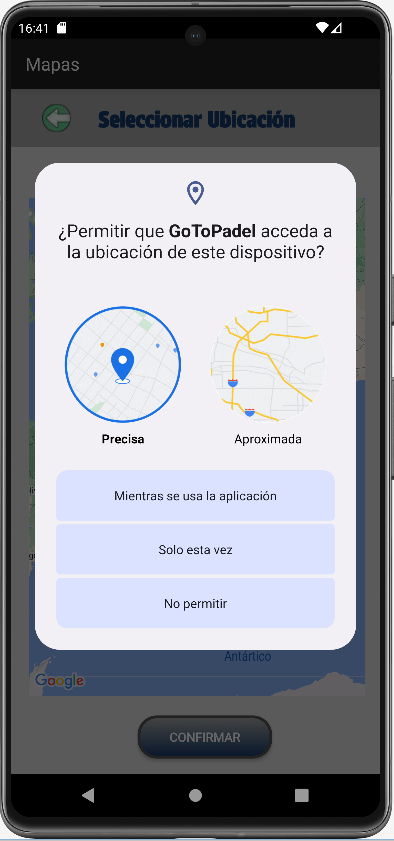 16:41
Mapas
Seleccionar Ubicación
¿Permitir que GoToPadel acceda a
la ubicación de este dispositivo?
Precisa
Aproximada
Mientras se usa la aplicación
Solo esta vez
No permitir
Antártico
Google
CONFIRMAR